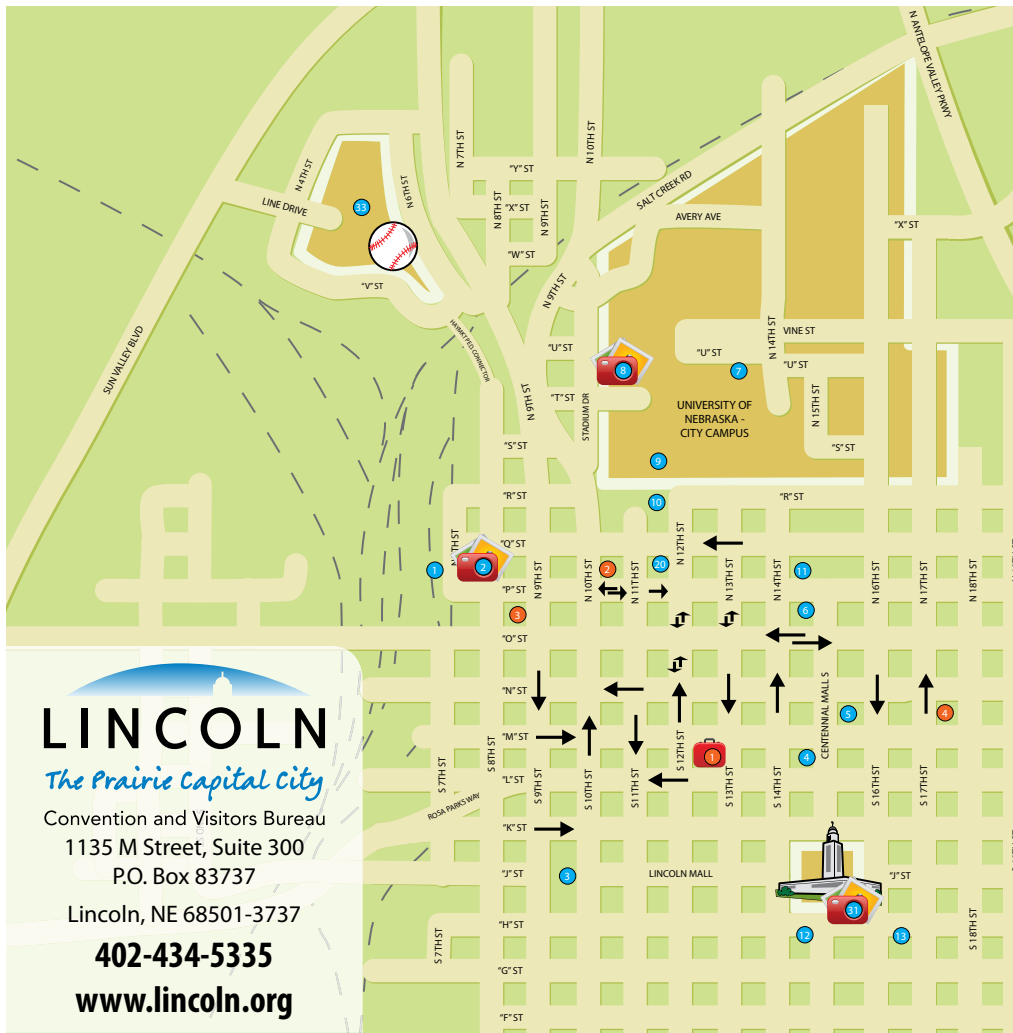 N ANTELOPE VALLEY PKWY
N 10TH ST
N 7TH ST
"Y" ST
N 4TH ST
N 6TH ST
SALT CREEK RD
LINE DRIVE
33
N 8TH ST
"X" ST
N 9TH ST
AVERY AVE
"X" ST
"W" ST
"V" ST
N 9TH ST
HAYMKT PED. CONNECTOR
SUN VALLEY BLVD
N 14TH ST
VINE ST
"U" ST
"U" ST
"U" ST
8
7
N 9TH ST
"T" ST
STADIUM DR
UNIVERSITY OF
NEBRASKA -
CITY CAMPUS
N 15TH ST
"S" ST
"S" ST
9
"R" ST
10
"R" ST
"Q" ST
N 12TH ST
1
2
2
20
11
"P" ST
N 9TH ST
N 10TH ST
N 11TH ST
N 13TH ST
N 14TH ST
N 16TH ST
N 17TH ST
N 18TH ST
3
6
"O" ST
"N" ST
CENTENNIAL MALL S
5
4
"M" ST
S 8TH ST
S 12TH ST
1
4
S 7TH ST
"L" ST
S 9TH ST
S 10TH ST
S 11TH ST
S 13TH ST
S 14TH ST
S 16TH ST
S 17TH ST
ROSA PARKS WAY
"K" ST
"J" ST
3
LINCOLN MALL
"J" ST
31
"H" ST
12
13
S 7TH ST
S 18TH ST
"G" ST
"F" ST
LINCOLN
The Prairie Capital City
Convention and Visitors Bureau
1135 M Street, Suite 300
P.O. Box 83737
Lincoln, NE 68501-3737
402-434-5335
www.lincoln.org